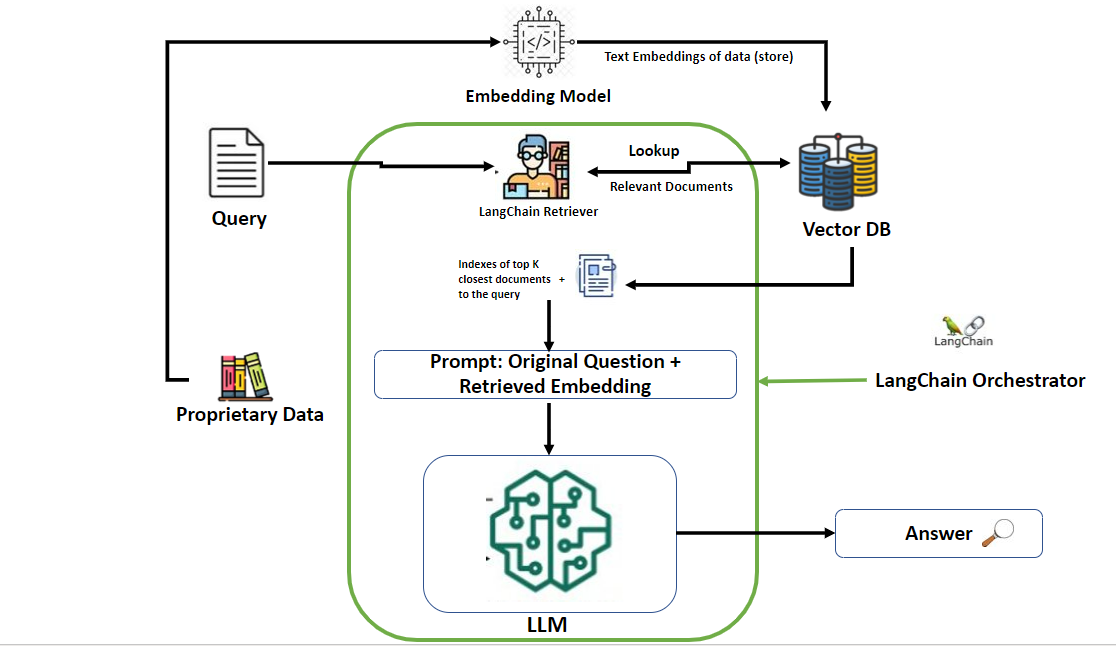 Text Embeddings of data (store)
Embedding Model
Lookup
Relevant Documents
LangChain Retriever
Query
Vector DB
Indexes of top K
closest documents +
to the query
LangChain
Prompt: Original Question +
Retrieved Embedding
LangChain Orchestrator
Proprietary Data
Answer
LLM